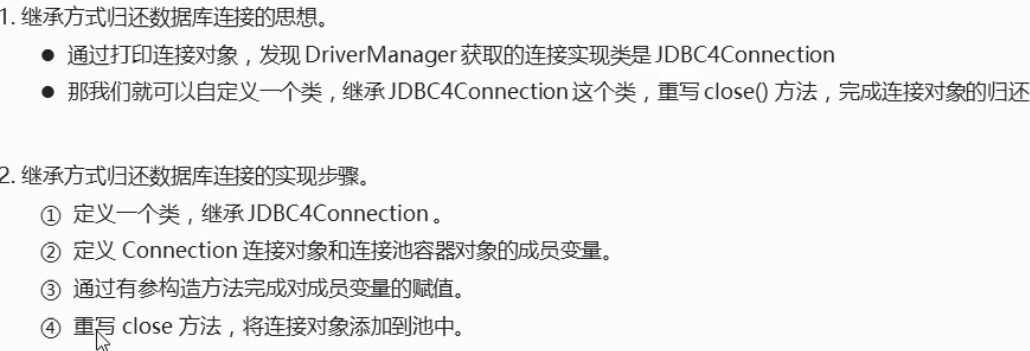 1. 继承方式归还数据库连接的思想。
● 通过打印连接对象，发现 DriverManager 获取的连接实现类是 JDBC4Connection
● 那我们就可以自定义一个类，继承 JDBC4Connection 这个类，重写 close() 方法，完成连接对象的归还
2. 继承方式归还数据库连接的实现步骤。
① 定义一个类，继承 JDBC4Connection 。
② 定义 Connection 连接对象和连接池容器对象的成员变量。
③ 通过有参构造方法完成对成员变量的赋值。
④ 重写 close 方法，将连接对象添加到池中。